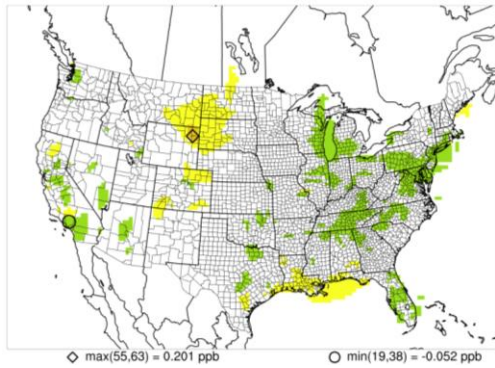 max(55,63) = 0.201 ppb
min(19,38) = -0.052 ppb